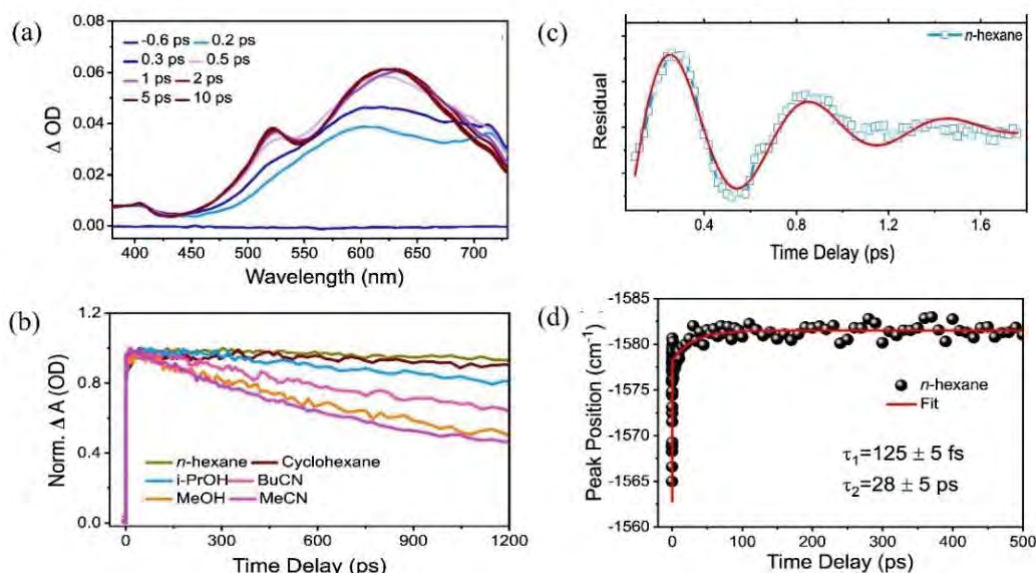 (a)
0.08
0.06
0.04
0.02
0.00
Δ OD
-0.6 ps 0.2 ps
0.3 ps 0.5 ps
1 ps 2 ps
5 ps 10 ps
400 450 500 550 600 650 700
Wavelength (nm)
(c)
Residual
n-hexane
0.4 0.8 1.2 1.6
Time Delay (ps)
(b)
1.2
0.8
0.4
0.0
Norm. Δ A (OD)
n-hexane Cyclohexane
i-PrOH BuCN
MeOH MeCN
0 300 600 900 1200
Time Delay (ps)
(d)
-1585
-1580
-1575
-1570
-1565
-1560
Peak Position (cm⁻¹)
n-hexane
Fit
τ₁=125 ± 5 fs
τ₂=28 ± 5 ps
0 100 200 300 400 500
Time Delay (ps)